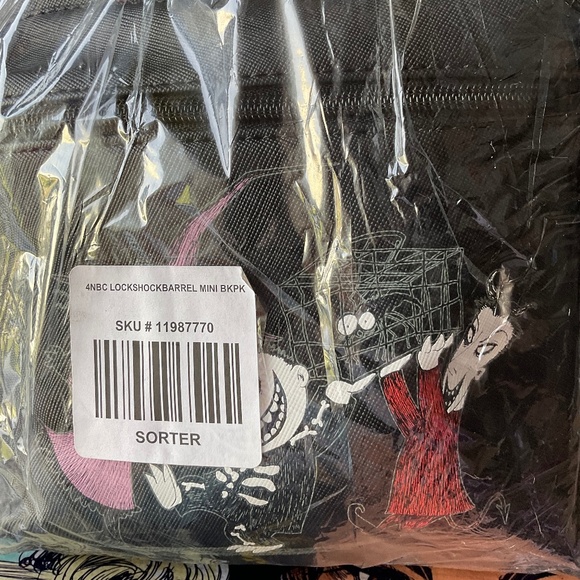 4NBC LOCKSHOCKBARREL MINI BKPK
SKU # 11987770
SORTER